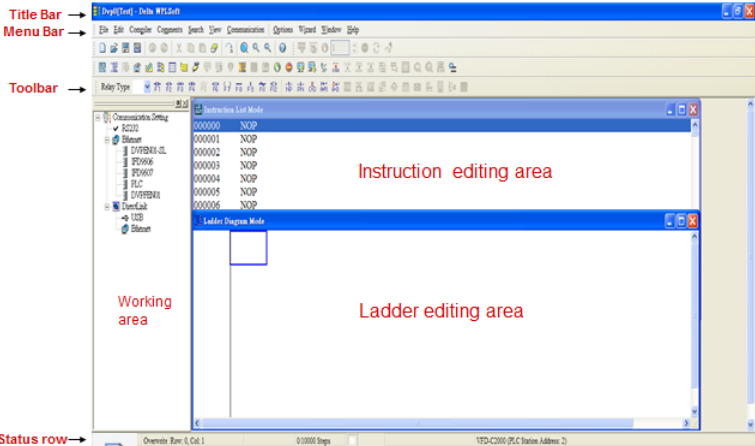 Title Bar
Dvp0[Test] - Delta WPLSoft
Menu Bar
File Edit Compiler Comments Search View Communication Options Wizard Window Help
Toolbar
Relay Type
Communication Setting
RS232
Ethernet
DVPEN01-SL
IFD9506
IFD9507
PLC
DVPFEN01
DirectLink
USB
Ethernet
Working
area
Instruction List Mode
000000 NOP
000001 NOP
000002 NOP
000003 NOP
000004 NOP
000005 NOP
000006 NOP
Instruction editing area
Ladder Diagram Mode
Ladder editing area
Status row
Overwrite Row: 0, Col: 1
0/10000 Steps
VFD-C2000 (PLC Station Address: 2)